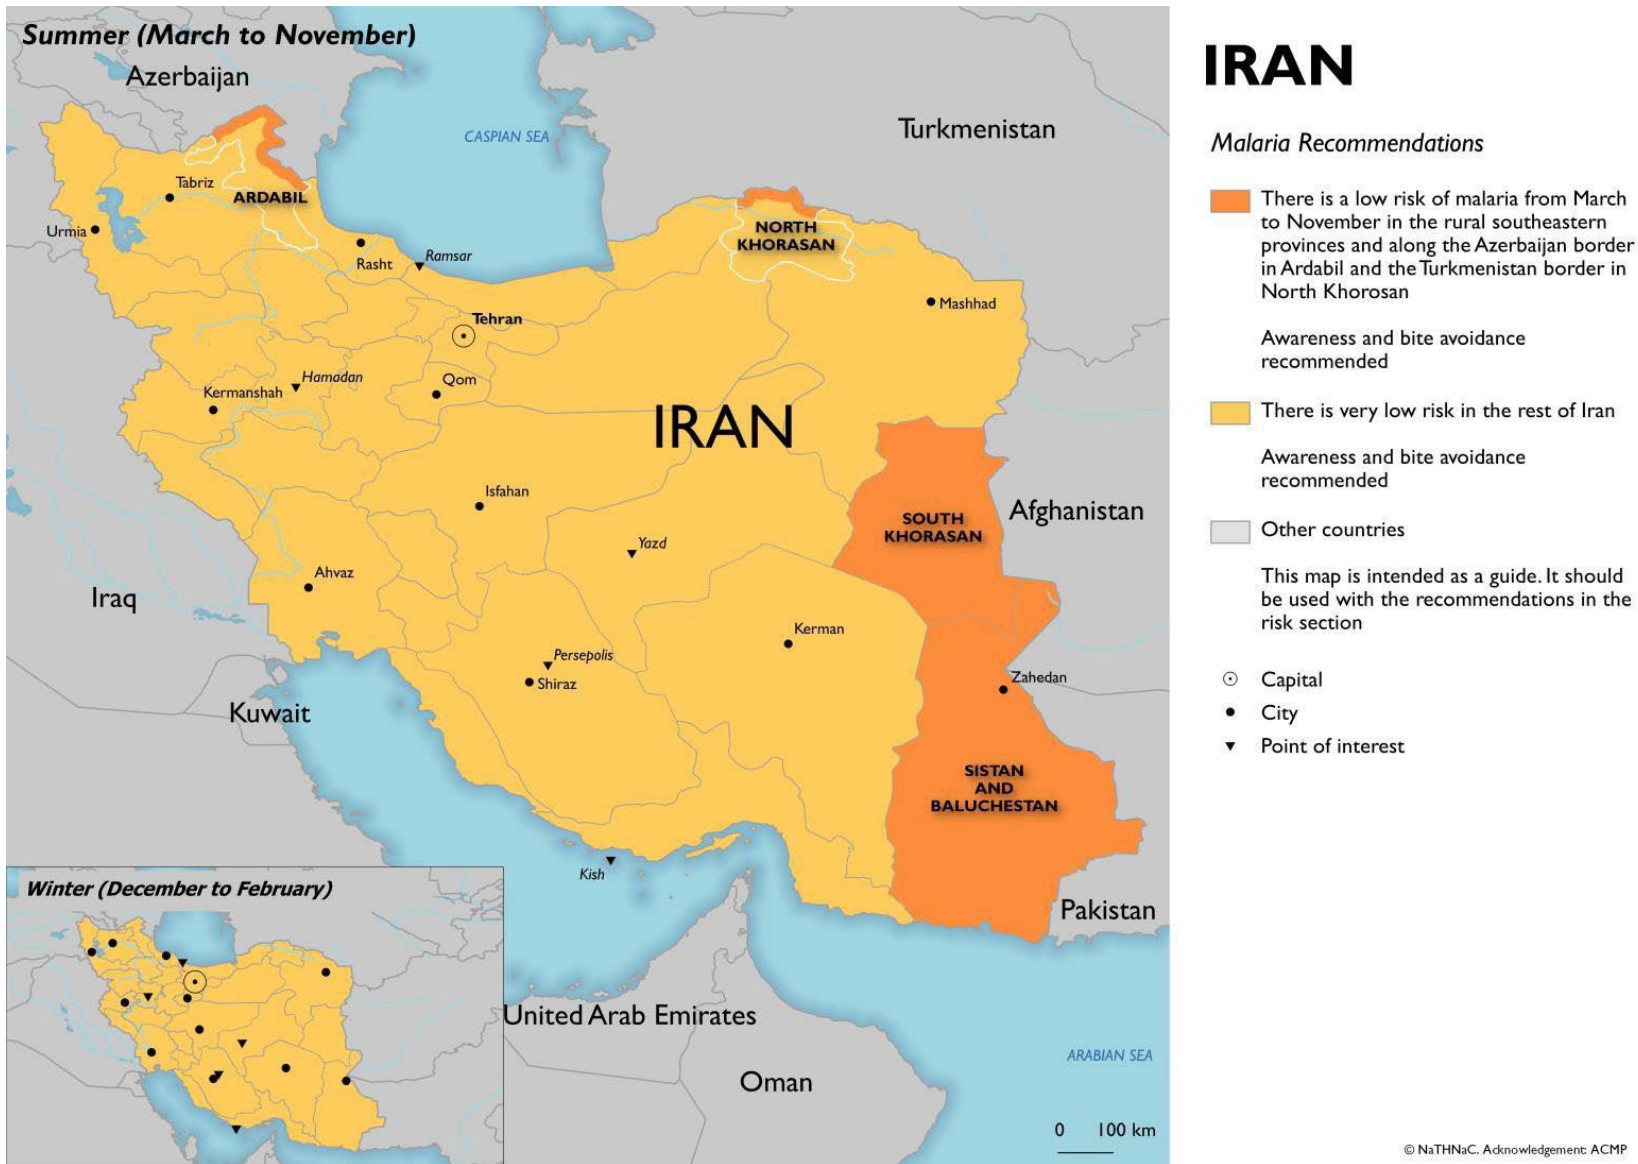 Summer (March to November)
Azerbaijan
CASPIAN SEA
Turkmenistan
Tabriz
ARDABIL
Urmia
Rasht
Ramsar
NORTH
KHORASAN
Mashhad
Tehran
Hamadan
Kermanshah
Qom
IRAN
Isfahan
SOUTH
KHORASAN
Afghanistan
Yazd
Ahvaz
Iraq
Kerman
Persepolis
Shiraz
Zahedan
Kuwait
SISTAN
AND
BALUCHESTAN
Kish
Pakistan
Winter (December to February)
United Arab Emirates
Oman
ARABIAN SEA
0 100 km
IRAN
Malaria Recommendations
There is a low risk of malaria from March
to November in the rural southeastern
provinces and along the Azerbaijan border
in Ardabil and the Turkmenistan border in
North Khorosan
Awareness and bite avoidance
recommended
There is very low risk in the rest of Iran
Awareness and bite avoidance
recommended
Other countries
This map is intended as a guide. It should
be used with the recommendations in the
risk section
Capital
City
Point of interest
© NaTHNaC. Acknowledgement: ACMP